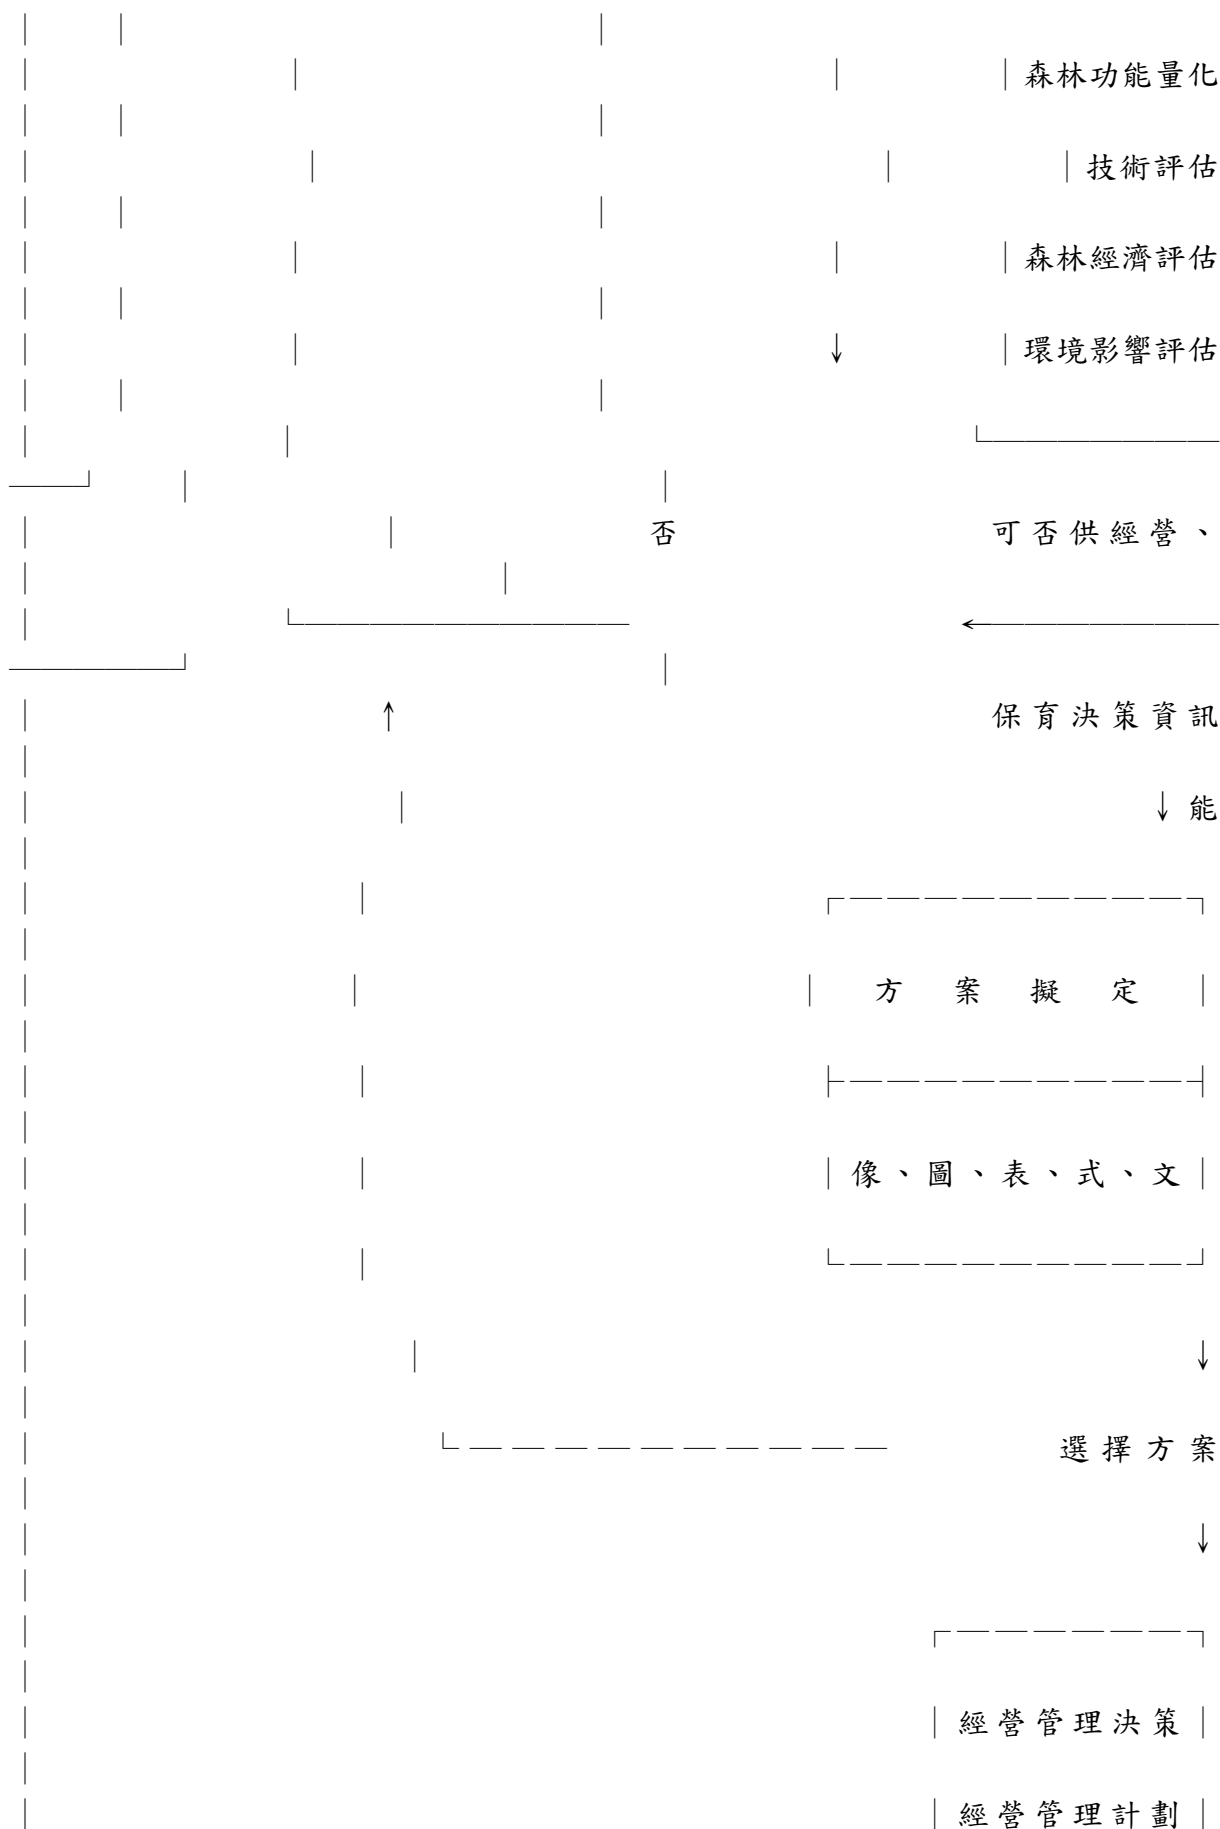 森林功能量化
技術評估
森林經濟評估
↓ 環境影響評估
否 可否供經營、
←
↑ 保育決策資訊
↓能
方案擬定
像、圖、表、式、文
↓
選擇方案
↓
經營管理決策
經營管理計劃